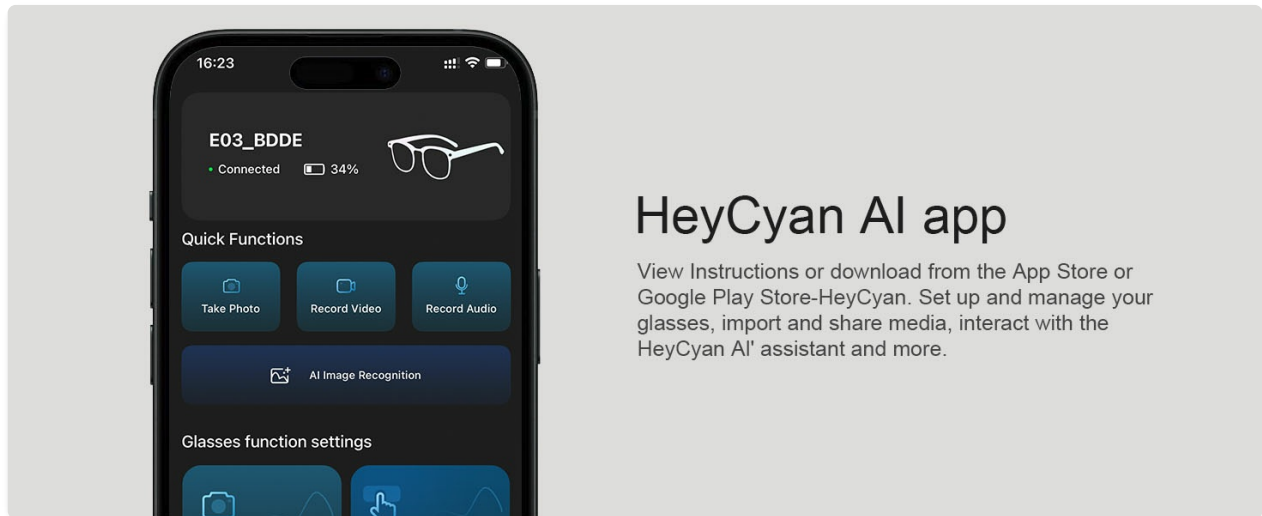 16:23
E03_BDDE
Connected 34%
Quick Functions
Take Photo Record Video Record Audio
AI Image Recognition
Glasses function settings
HeyCyan AI app
View Instructions or download from the App Store or
Google Play Store-HeyCyan. Set up and manage your
glasses, import and share media, interact with the
HeyCyan AI' assistant and more.